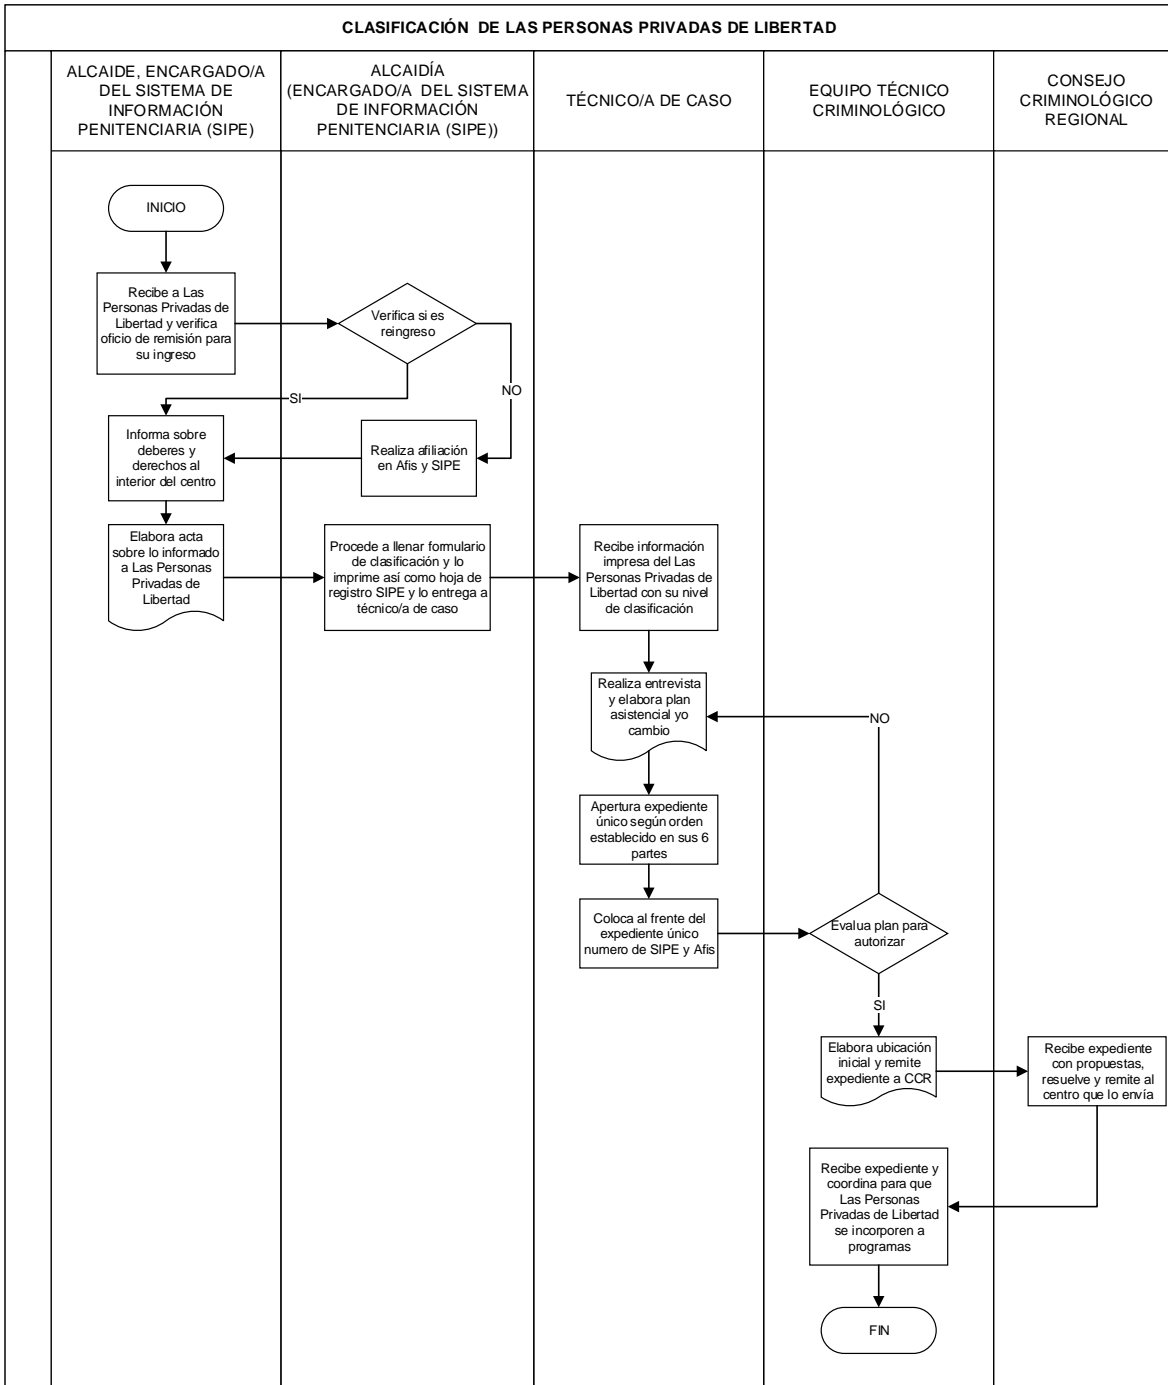 CLASIFICACIÓN DE LAS PERSONAS PRIVADAS DE LIBERTAD
ALCAIDE, ENCARGADO/A
DEL SISTEMA DE
INFORMACIÓN
PENITENCIARIA (SIPE)
ALCAIDÍA
(ENCARGADO/A DEL SISTEMA
DE INFORMACIÓN
PENITENCIARIA (SIPE))
TÉCNICO/A DE CASO
EQUIPO TÉCNICO
CRIMINOLÓGICO
CONSEJO
CRIMINOLÓGICO
REGIONAL
INICIO
Recibe a Las
Personas Privadas de
Libertad y verifica
oficio de remisión para
su ingreso
Verifica si es
reingreso
SI
NO
Informa sobre
deberes y
derechos al
interior del centro
Realiza afiliación
en Afis y SIPE
Elabora acta
sobre lo informado
a Las Personas
Privadas de
Libertad
Procede a llenar formulario
de clasificación y lo
imprime así como hoja de
registro SIPE y lo entrega a
técnico/a de caso
Recibe información
impresa del Las
Personas Privadas de
Libertad con su nivel
de clasificación
Realiza entrevista
y elabora plan
asistencial yo
cambio
NO
Apertura expediente
único según orden
establecido en sus 6
partes
Coloca al frente del
expediente único
numero de SIPE y Afis
Evalua plan para
autorizar
SI
Elabora ubicación
inicial y remite
expediente a CCR
Recibe expediente
con propuestas,
resuelve y remite al
centro que lo envía
Recibe expediente y
coordina para que
Las Personas
Privadas de Libertad
se incorporen a
programas
FIN